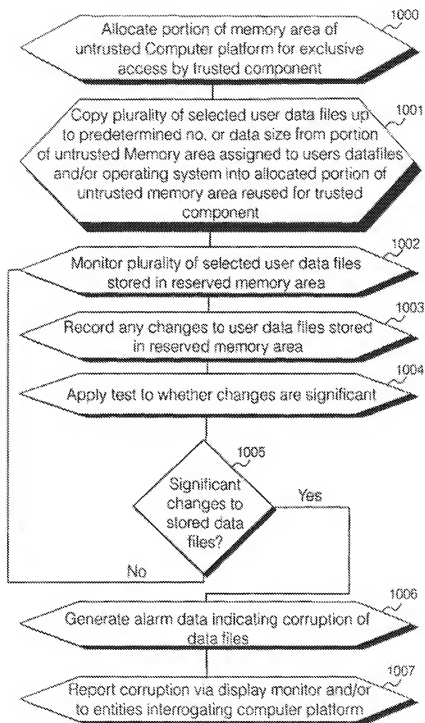 1000
Allocate portion of memory area of
untrusted Computer platform for exclusive
access by trusted component
1001
Copy plurality of selected user data files up
to predetermined no. or data size from portion
of untrusted Memory area assigned to users datafiles
and/or operating system into allocated portion of
untrusted memory area reused for trusted
component
1002
Monitor plurality of selected user data files
stored in reserved memory area
1003
Record any changes to user data files stored
in reserved memory area
1004
Apply test to whether changes are significant
1005
Significant
changes to
stored data
files?
Yes
No
1006
Generate alarm data indicating corruption of
data files
1007
Report corruption via display monitor and/or
to entities interrogating computer platform